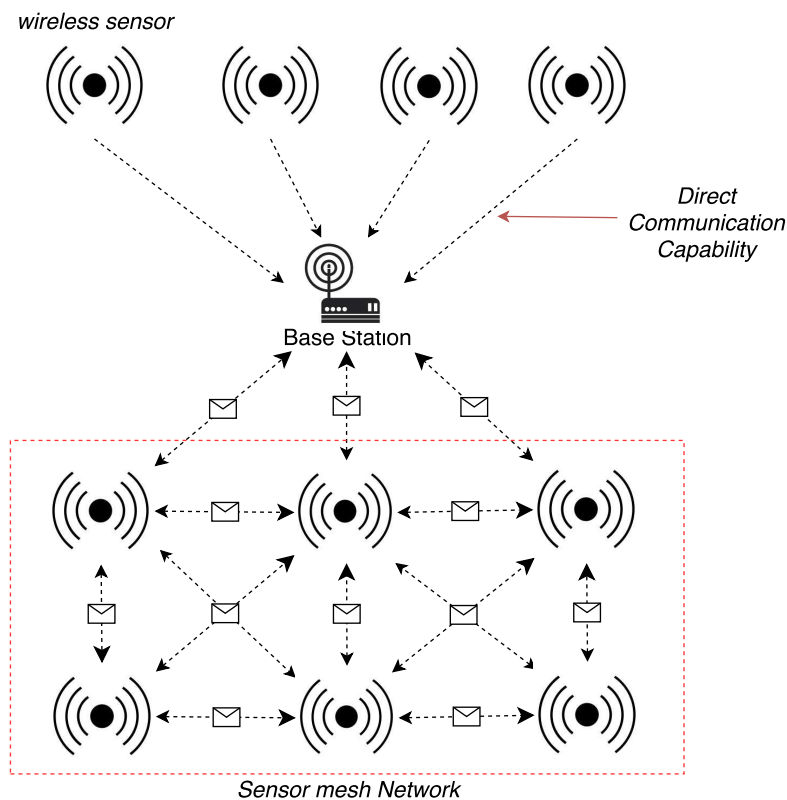 wireless sensor
Direct
Communication
Capability
Base Station
Sensor mesh Network